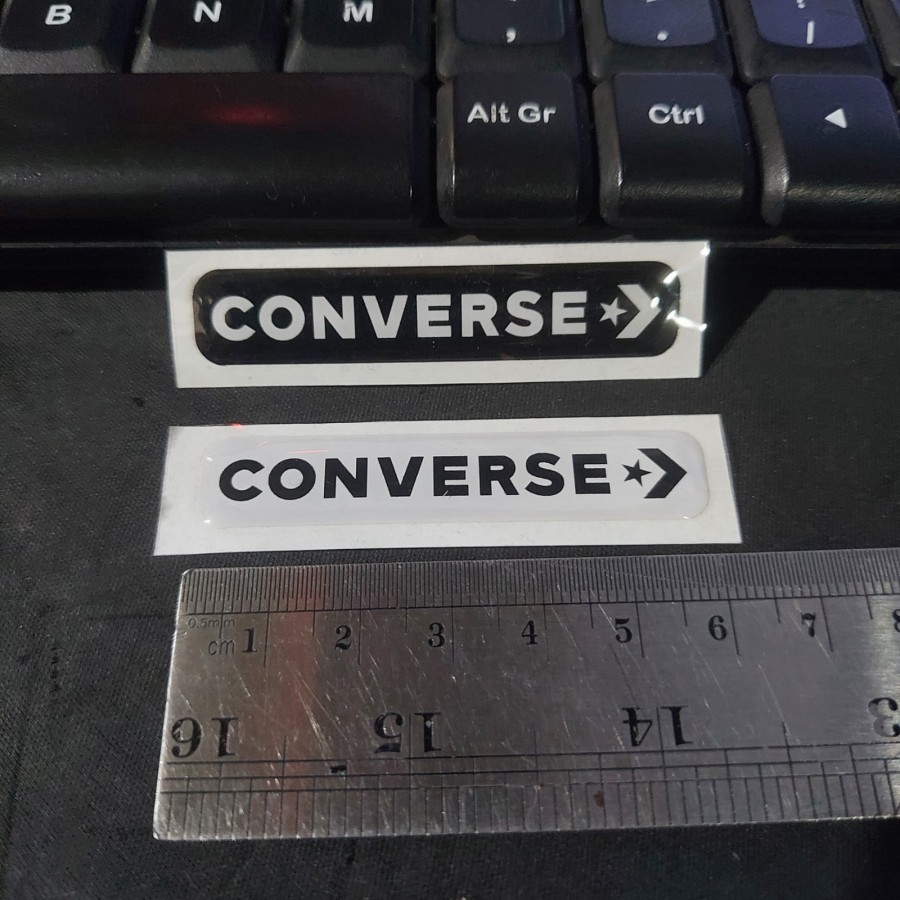 B N M , .
Alt Gr Ctrl
CONVERSE
CONVERSE
0.5mm
cm 1 2 3 4 5 6 7 8
16 15 14 13